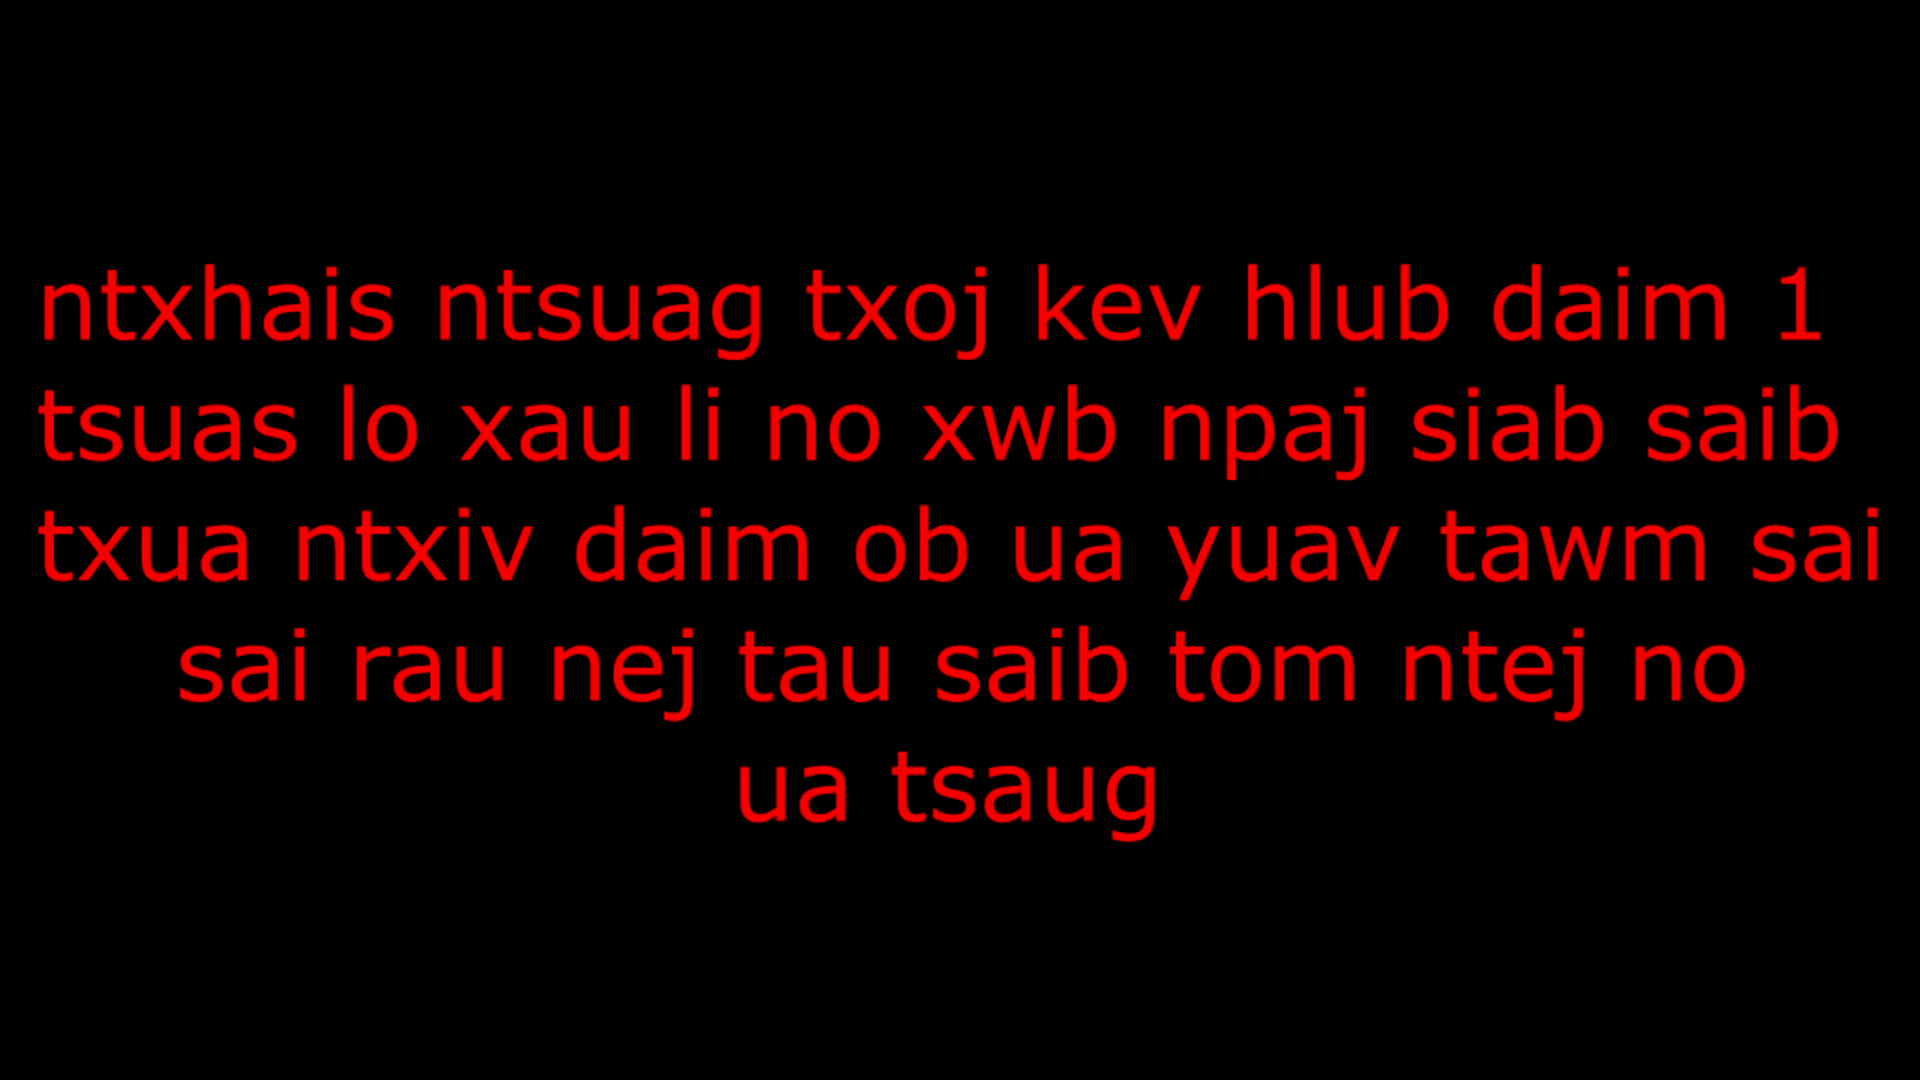 ntxhais ntsuag txoj kev hlub daim 1
tsuas lo xau li no xwb npaj siab saib
txua ntxiv daim ob ua yuav tawm sai
sai rau nej tau saib tom ntej no
ua tsaug